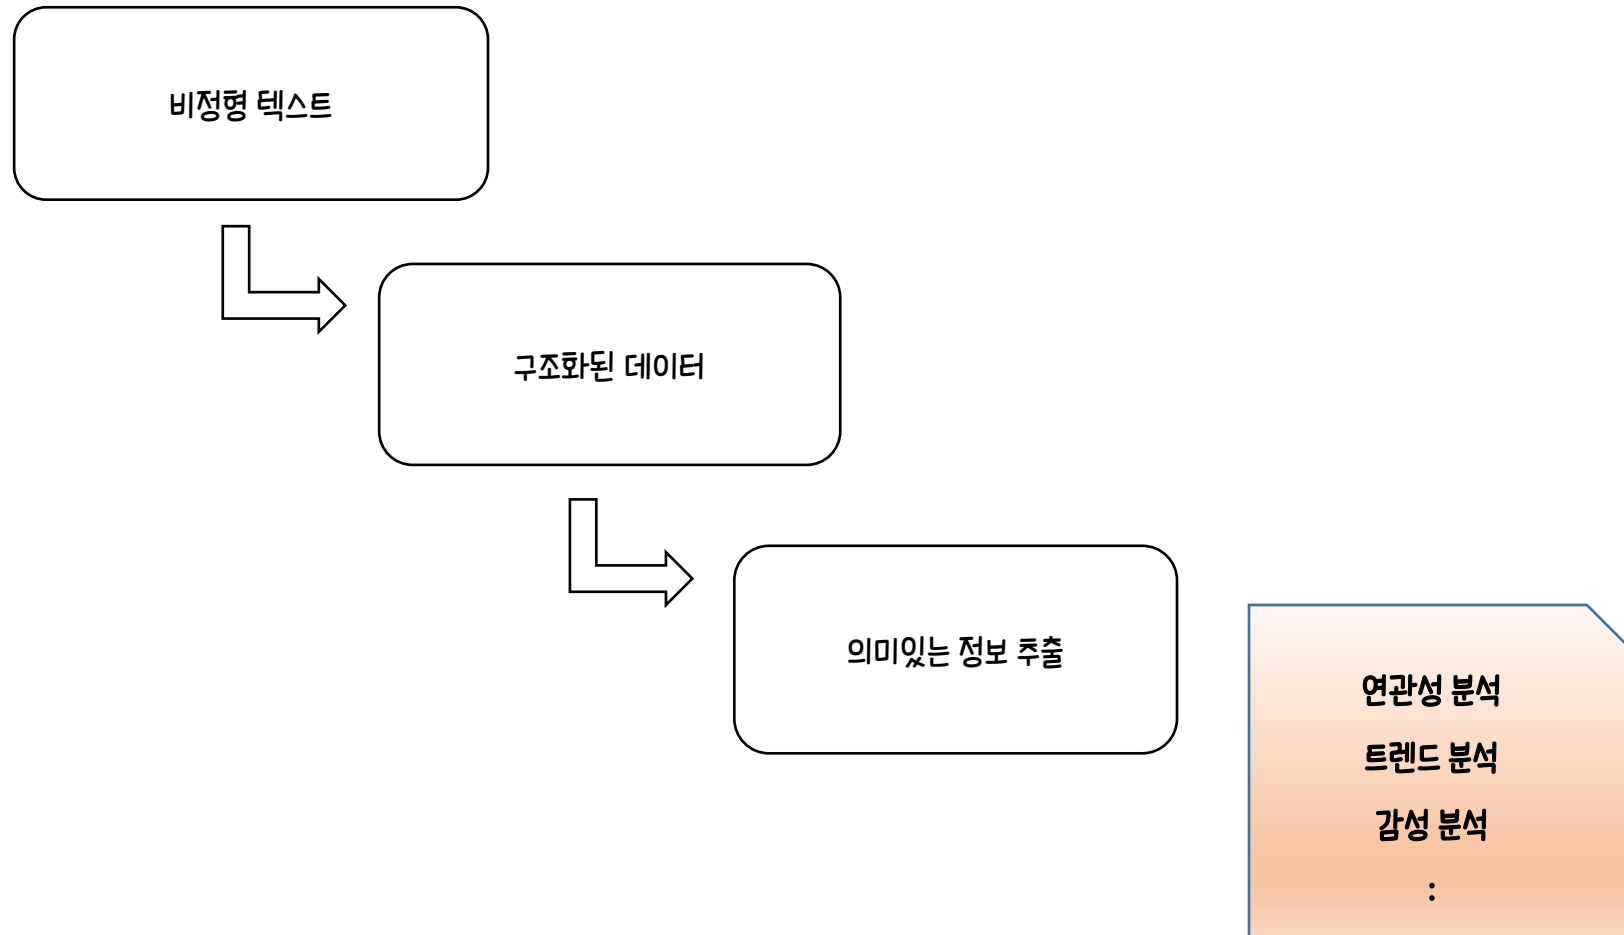 비정형 텍스트
구조화된 데이터
의미있는 정보 추출
연관성 분석
트렌드 분석
감성 분석
: